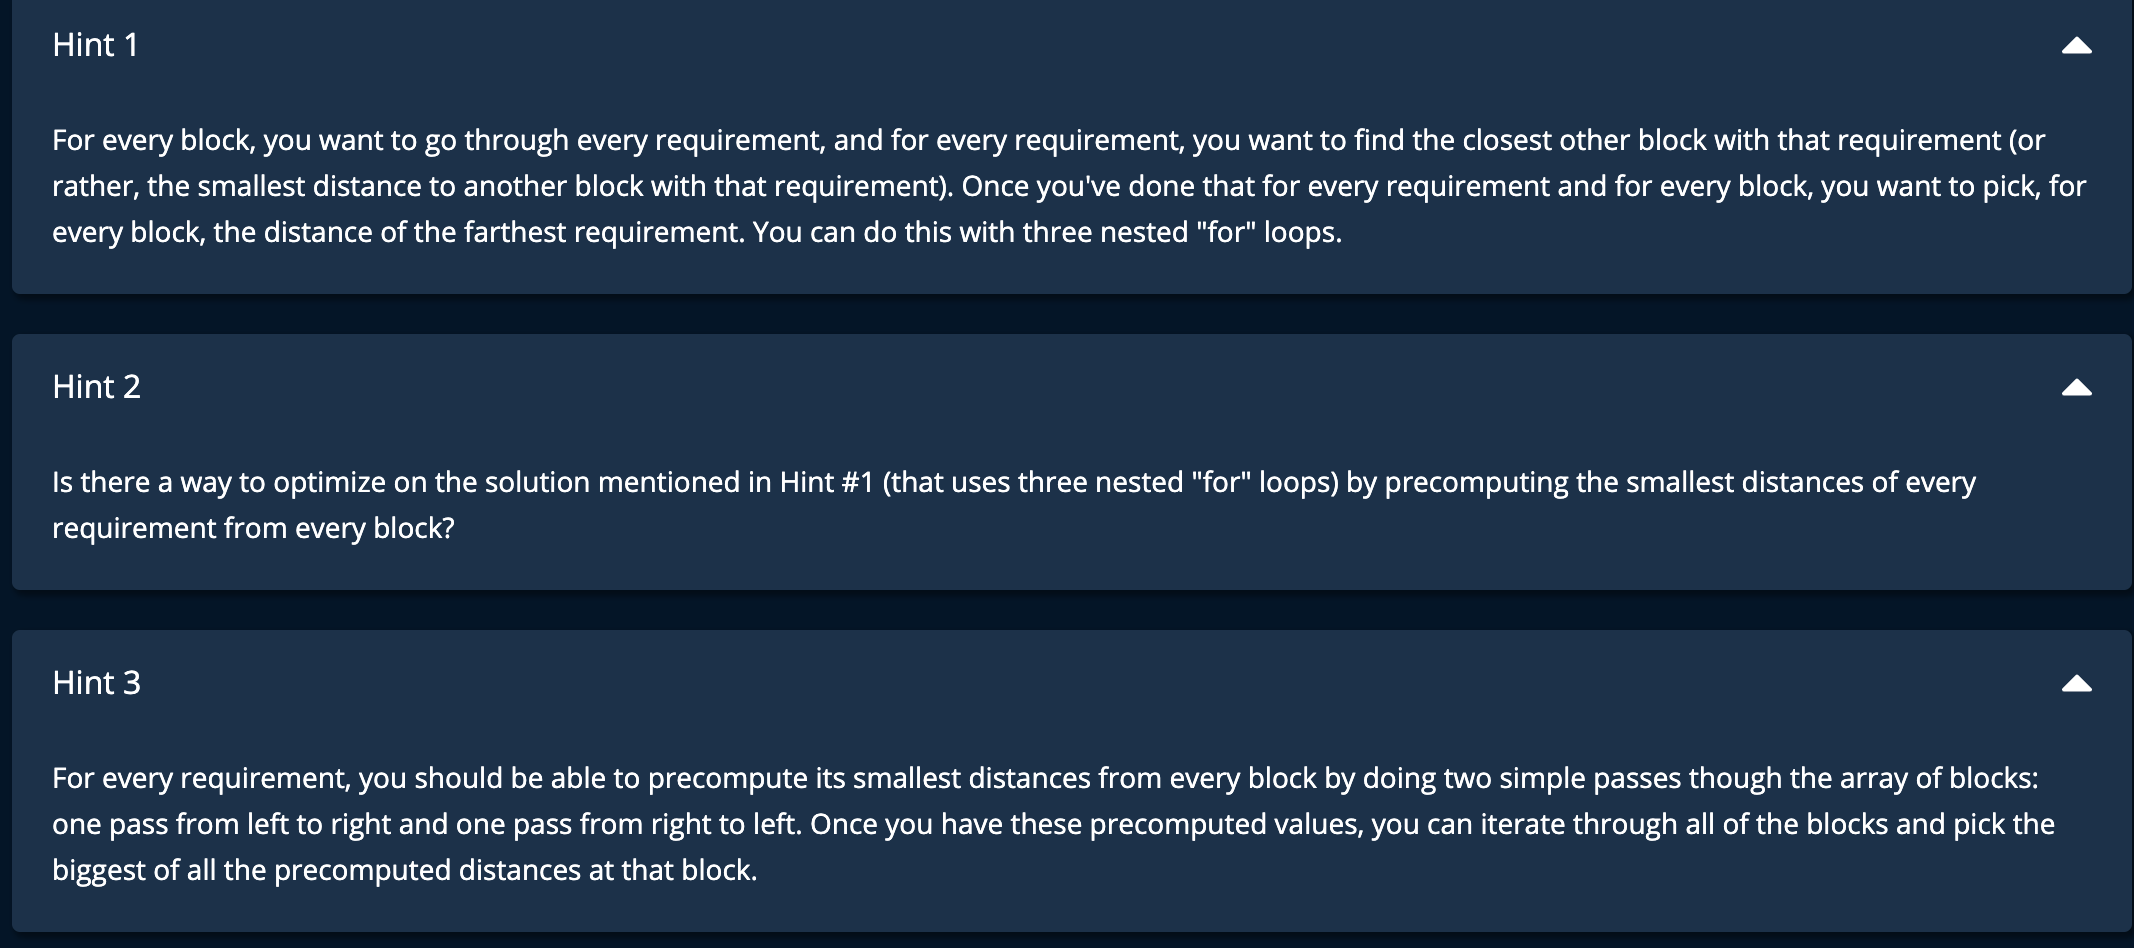 Hint 1
For every block, you want to go through every requirement, and for every requirement, you want to find the closest other block with that requirement (or
rather, the smallest distance to another block with that requirement). Once you've done that for every requirement and for every block, you want to pick, for
every block, the distance of the farthest requirement. You can do this with three nested "for" loops.
Hint 2
Is there a way to optimize on the solution mentioned in Hint #1 (that uses three nested "for" loops) by precomputing the smallest distances of every
requirement from every block?
Hint 3
For every requirement, you should be able to precompute its smallest distances from every block by doing two simple passes though the array of blocks:
one pass from left to right and one pass from right to left. Once you have these precomputed values, you can iterate through all of the blocks and pick the
biggest of all the precomputed distances at that block.